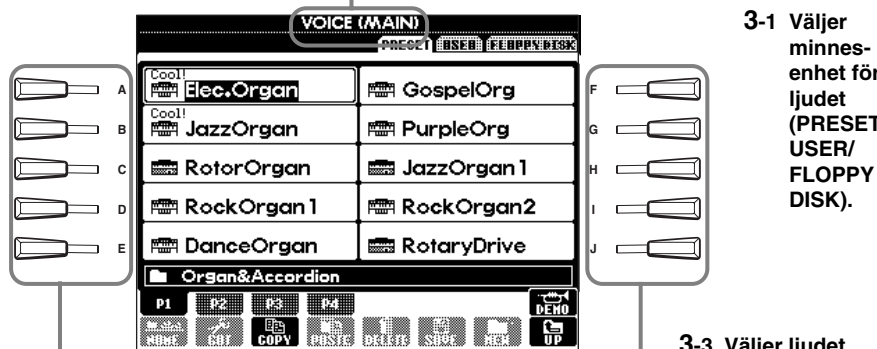 VOICE (MAIN)
PRESET USER FLOPPY DISK
Cool!
Elec.Organ
GospelOrg
Cool!
JazzOrgan
PurpleOrg
RotorOrgan
JazzOrgan1
RockOrgan1
RockOrgan2
DanceOrgan
RotaryDrive
Organ&Accordion
P1 P2 P3 P4 DEMO
NAME CUT COPY PASTE DELETE SAVE NEW UP
A
B
C
D
E
F
G
H
I
J
3-1 Väljer
minnes-
enhet för
ljudet
(PRESET
USER/
FLOPPY
DISK).
3-3 Väljer ljudet